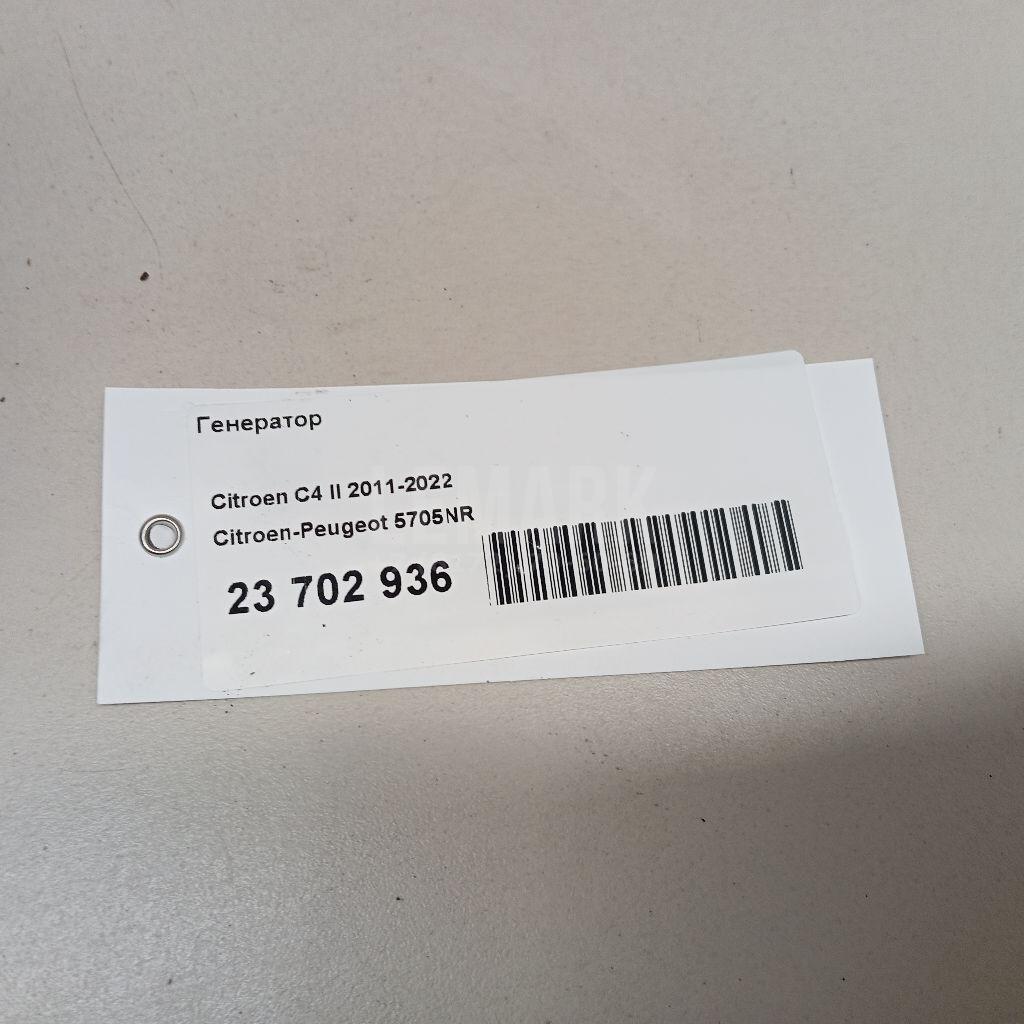 Генератор
Citroen C4 II 2011-2022
Citroen-Peugeot 5705NR
23 702 936